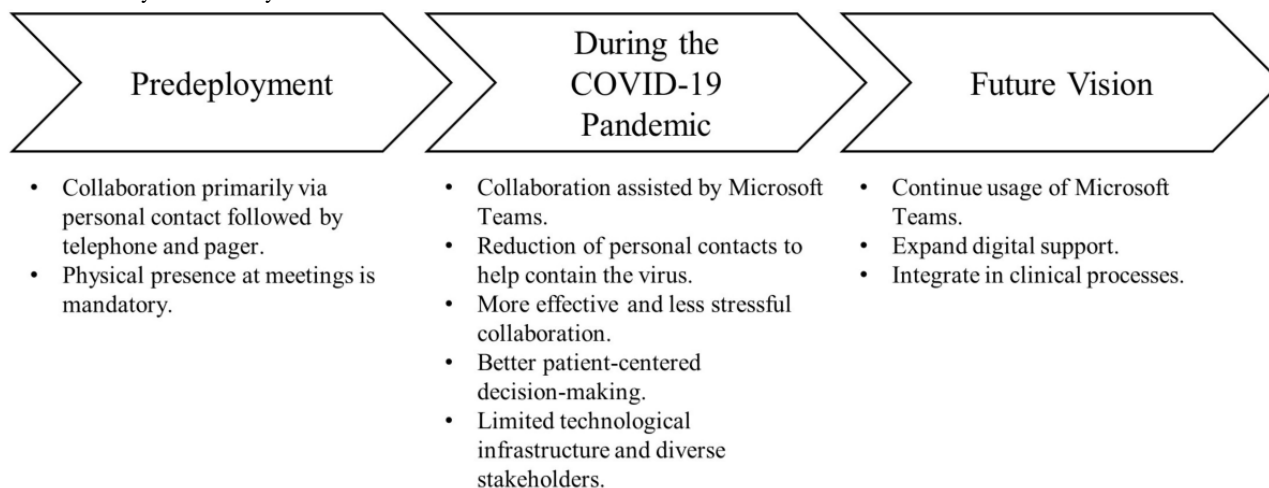 Predeployment
During the
COVID-19
Pandemic
Future Vision
• Collaboration primarily via
personal contact followed by
telephone and pager.
• Physical presence at meetings is
mandatory.
• Collaboration assisted by Microsoft
Teams.
• Reduction of personal contacts to
help contain the virus.
• More effective and less stressful
collaboration.
• Better patient-centered
decision-making.
• Limited technological
infrastructure and diverse
stakeholders.
• Continue usage of Microsoft
Teams.
• Expand digital support.
• Integrate in clinical processes.